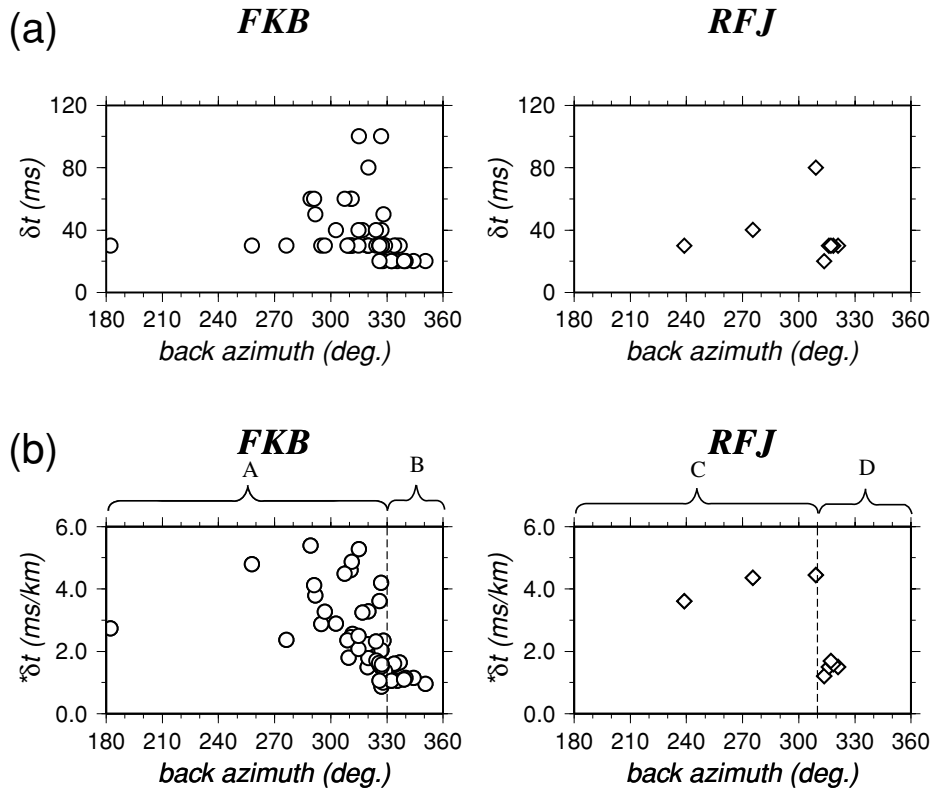 (a)
FKB
RFJ
120
80
40
0
δt (ms)
180 210 240 270 300 330 360
back azimuth (deg.)
120
80
40
0
δt (ms)
180 210 240 270 300 330 360
back azimuth (deg.)
(b)
FKB
RFJ
A
B
C
D
6.0
4.0
2.0
0.0
*δt (ms/km)
180 210 240 270 300 330 360
back azimuth (deg.)
6.0
4.0
2.0
0.0
*δt (ms/km)
180 210 240 270 300 330 360
back azimuth (deg.)